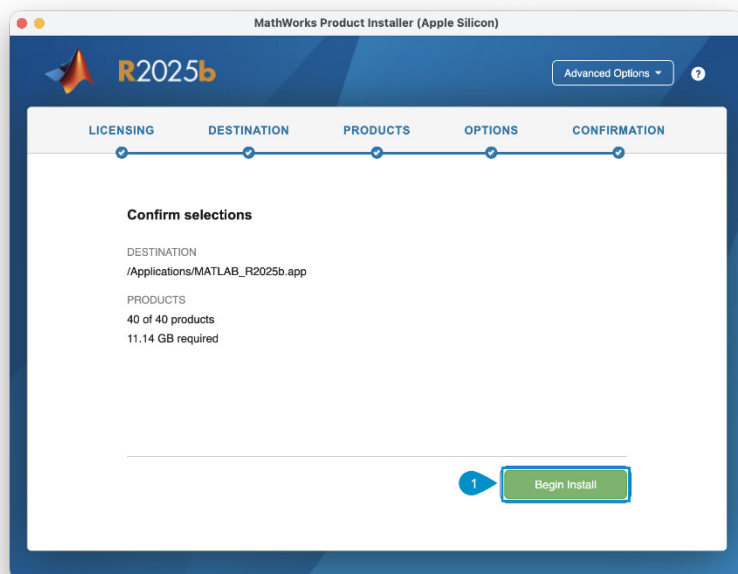 MathWorks Product Installer (Apple Silicon)
R2025b
Advanced Options
?
LICENSING DESTINATION PRODUCTS OPTIONS CONFIRMATION
Confirm selections
DESTINATION
/Applications/MATLAB_R2025b.app
PRODUCTS
40 of 40 products
11.14 GB required
1 Begin Install